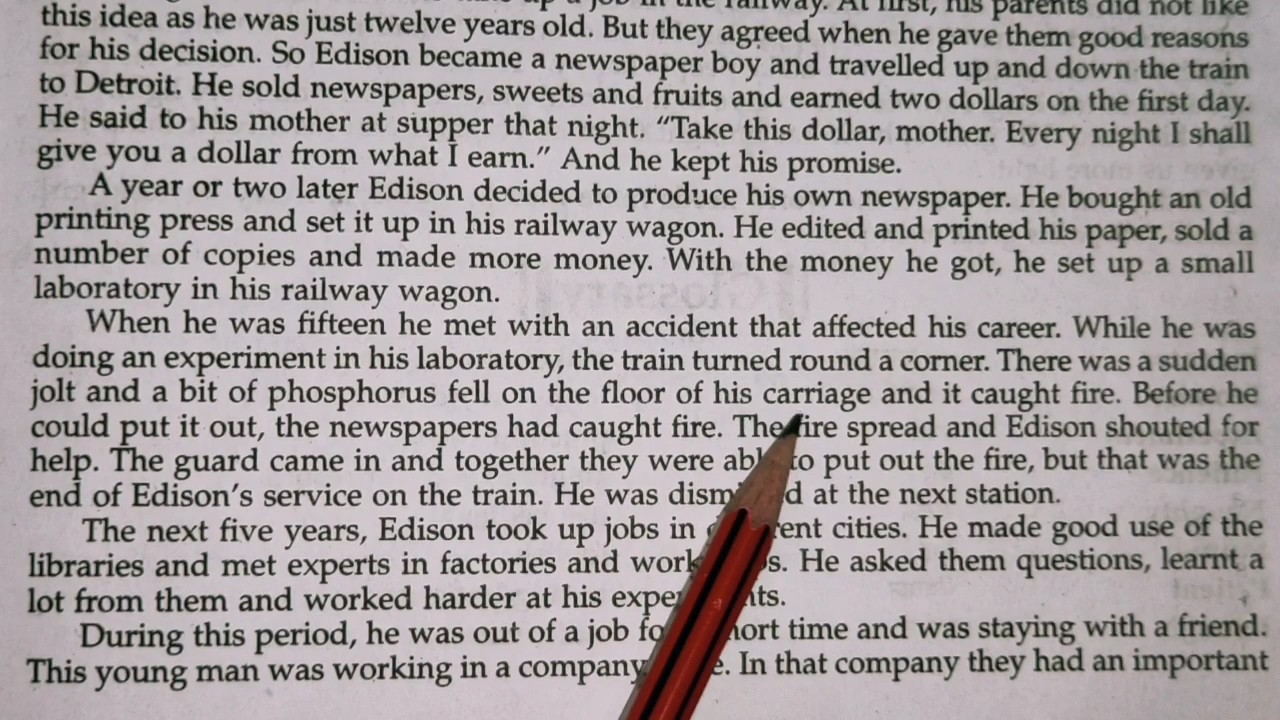 up a job in the railway. At first, his parents did not like
this idea as he was just twelve years old. But they agreed when he gave them good reasons
for his decision. So Edison became a newspaper boy and travelled up and down the train
to Detroit. He sold newspapers, sweets and fruits and earned two dollars on the first day.
He said to his mother at supper that night. “Take this dollar, mother. Every night I shall
give you a dollar from what I earn.” And he kept his promise.
A year or two later Edison decided to produce his own newspaper. He bought an old
printing press and set it up in his railway wagon. He edited and printed his paper, sold a
number of copies and made more money. With the money he got, he set up a small
laboratory in his railway wagon.
When he was fifteen he met with an accident that affected his career. While he was
doing an experiment in his laboratory, the train turned round a corner. There was a sudden
jolt and a bit of phosphorus fell on the floor of his carriage and it caught fire. Before he
could put it out, the newspapers had caught fire. The fire spread and Edison shouted for
help. The guard came in and together they were able to put out the fire, but that was the
end of Edison’s service on the train. He was at the next station.
The next five years, Edison took up jobs in cities. He made good use of the
libraries and met experts in factories and He asked them questions, learnt a
lot from them and worked harder at his
During this period, he was out of a job time and was staying with a friend.
This young man was working in a company In that company they had an important